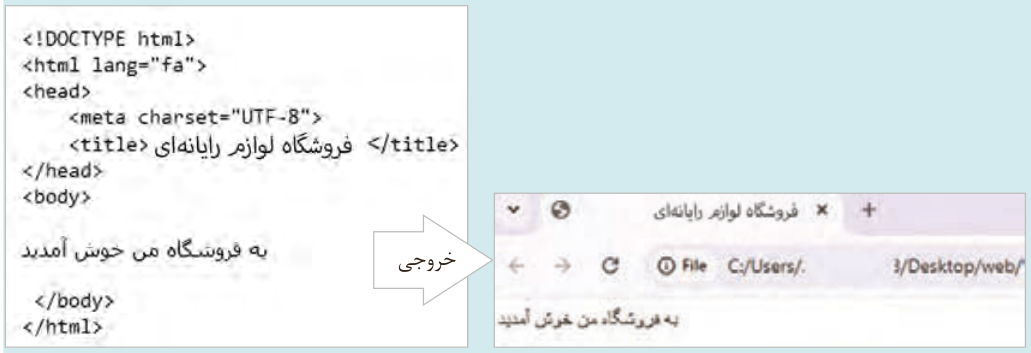 <!DOCTYPE html>
<html lang="fa">
<head>
<meta charset="UTF-8">
<title> فروشگاه لوازم رایانه‌ای </title>
</head>
<body>
به فروشگاه من خوش آمدید
</body>
</html>
خروجی
فروشگاه لوازم رایانه‌ای × +
File C:/Users/. 3/Desktop/web/
به فروشگاه من خوش آمدید